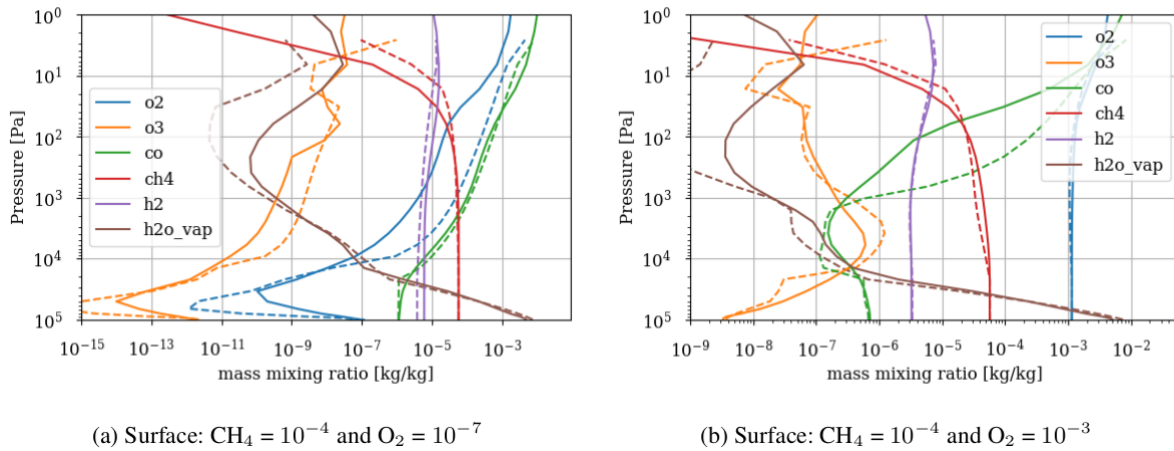 10^0
10^1
10^2
10^3
10^4
10^5
Pressure [Pa]
o2
o3
co
ch4
h2
h2o_vap
10^-15
10^-13
10^-11
10^-9
10^-7
10^-5
10^-3
mass mixing ratio [kg/kg]
(a) Surface: CH_4 = 10^-4 and O_2 = 10^-7
10^0
10^1
10^2
10^3
10^4
10^5
Pressure [Pa]
o2
o3
co
ch4
h2
h2o_vap
10^-9
10^-8
10^-7
10^-6
10^-5
10^-4
10^-3
10^-2
mass mixing ratio [kg/kg]
(b) Surface: CH_4 = 10^-4 and O_2 = 10^-3